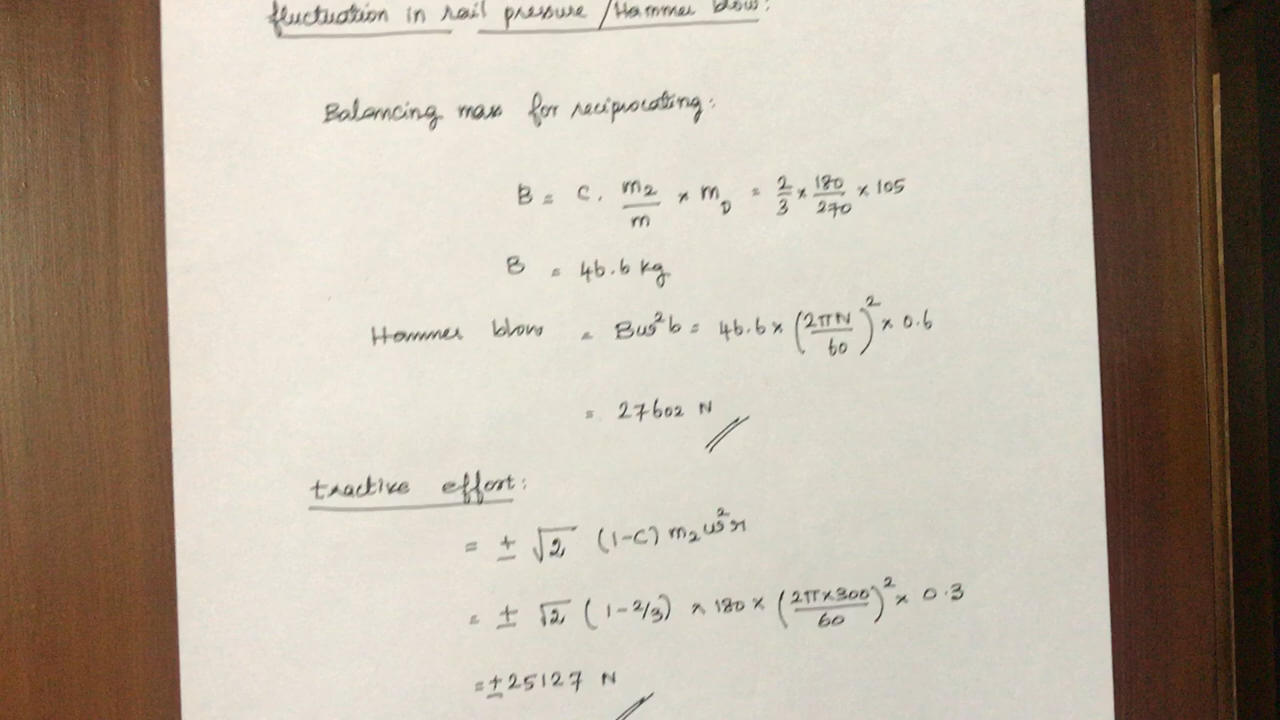 fluctuation in rail pressure / Hammer blow:
Balancing mass for reciprocating:
B = C. m₂/m × m_D = 2/3 × 180/270 × 105
B = 46.6 kg
Hammer blow = Bω²b = 46.6 × (2πN/60)² × 0.6
= 27602 N
tractive effort:
= ± √2 (1-C) m₂ω²r
= ± √2 (1-2/3) × 180 × (2π×300/60)² × 0.3
= ± 25127 N